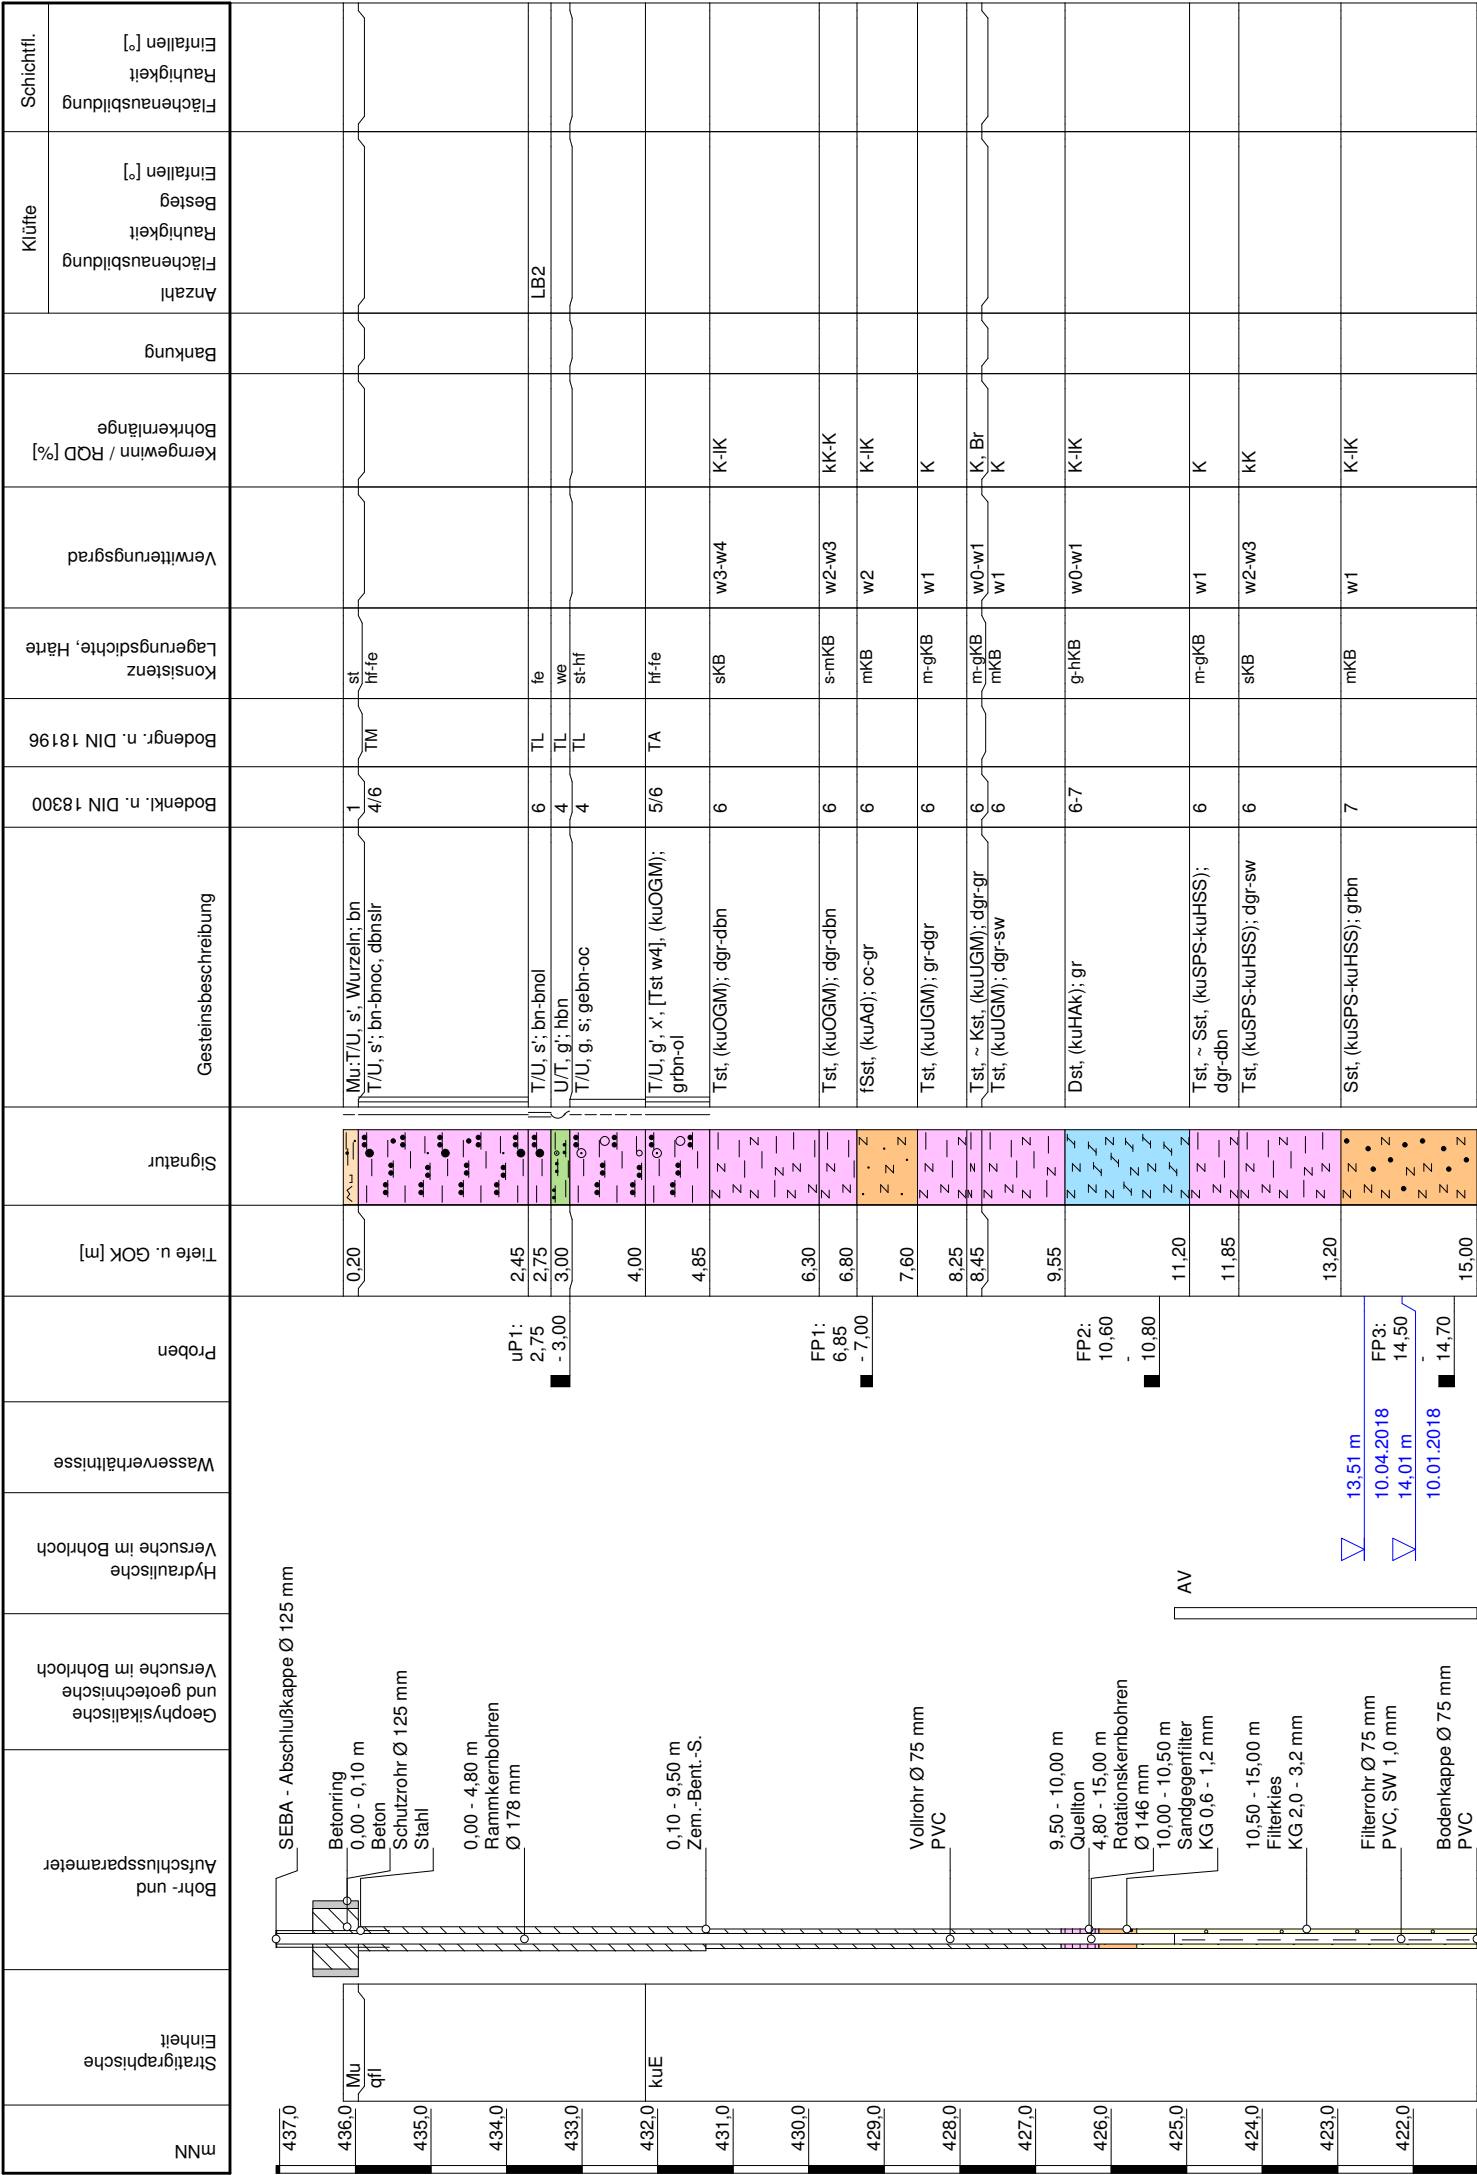 mNN
Stratigraphische
Einheit
Bohr- und
Aufschlussparameter
Geophysikalische
und geotechnische
Versuche im Bohrloch
Hydraulische
Versuche im Bohrloch
Wasserverhältnisse
Proben
Tiefe u. GOK [m]
Signatur
Gesteinsbeschreibung
Bodenkl. n. DIN 18300
Bodengr. n. DIN 18196
Konsistenz
Lagerungsdichte, Härte
Verwitterungsgrad
Kerngewinn / RQD [%]
Bohrkernlänge
Bankung
Klüfte
Anzahl
Flächenausbildung
Rauhigkeit
Besteg
Einfallen [°]
Schichtfl.
Flächenausbildung
Rauhigkeit
Einfallen [°]
437,0
436,0
435,0
434,0
433,0
432,0
431,0
430,0
429,0
428,0
427,0
426,0
425,0
424,0
423,0
422,0
Mu
qfl
kuE
SEBA - Abschlußkappe Ø 125 mm
Betonring
0,00 - 0,10 m
Beton
Schutzrohr Ø 125 mm
Stahl
0,00 - 4,80 m
Rammkernbohren
Ø 178 mm
0,10 - 9,50 m
Zem.-Bent.-S.
Vollrohr Ø 75 mm
PVC
9,50 - 10,00 m
Quellton
4,80 - 15,00 m
Rotationskernbohren
Ø 146 mm
10,00 - 10,50 m
Sandgegenfilter
KG 0,6 - 1,2 mm
10,50 - 15,00 m
Filterkies
KG 2,0 - 3,2 mm
Filterrohr Ø 75 mm
PVC, SW 1,0 mm
Bodenkappe Ø 75 mm
PVC
AV
13,51 m
10.04.2018
14,01 m
10.01.2018
uP1:
2,75
- 3,00
FP1:
6,85
- 7,00
FP2:
10,60
-
10,80
FP3:
14,50
-
14,70
0,20
2,45
2,75
3,00
4,00
4,85
6,30
6,80
7,60
8,25
8,45
9,55
11,20
11,85
13,20
15,00
Mu:T/U, s', Wurzeln; bn
T/U, s'; bn-bnoc, dbnslr
T/U, s'; bn-bnol
U/T, g'; hbn
T/U, g, s; gebn-oc
T/U, g', x', [Tst w4], (kuOGM);
grbn-ol
Tst, (kuOGM); dgr-dbn
Tst, (kuOGM); dgr-dbn
fSst, (kuAd); oc-gr
Tst, (kuUGM); gr-dgr
Tst, ~ Kst, (kuUGM); dgr-gr
Tst, (kuUGM); dgr-sw
Dst, (kuHAk); gr
Tst, ~ Sst, (kuSPS-kuHSS);
dgr-dbn
Tst, (kuSPS-kuHSS); dgr-sw
Sst, (kuSPS-kuHSS); grbn
1
4/6
6
4
4
5/6
6
6
6
6
6
6
6-7
6
6
7
TM
TL
TL
TL
TA
st
hf-fe
fe
we
st-hf
hf-fe
sKB
s-mKB
mKB
m-gKB
m-gKB
mKB
g-hKB
m-gKB
sKB
mKB
w3-w4
w2-w3
w2
w1
w0-w1
w1
w0-w1
w1
w2-w3
w1
K-lK
kK-K
K-lK
K
K, Br
K
K-lK
K
kK
K-lK
LB2